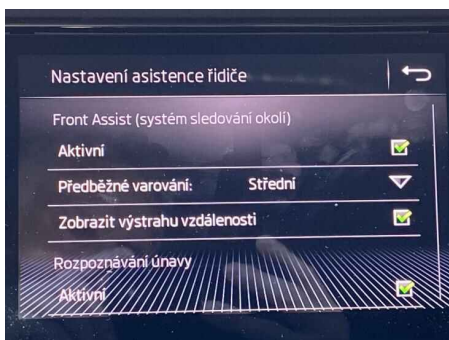 Nastavení asistence řidiče
Front Assist (systém sledování okolí)
Aktivní
Předběžné varování: Střední
Zobrazit výstrahu vzdálenosti
Rozpoznávání únavy
Aktivní